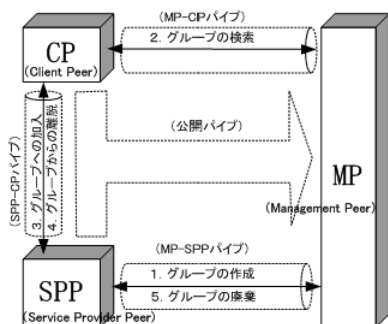 (MP-CPパイプ)
2. グループの検索
CP
(Client Peer)
(SPP-CPパイプ)
3. グループへの加入
4. グループからの離脱
(公開パイプ)
MP
(Management Peer)
(MP-SPPパイプ)
1. グループの作成
5. グループの廃棄
SPP
(Service Provider Peer)